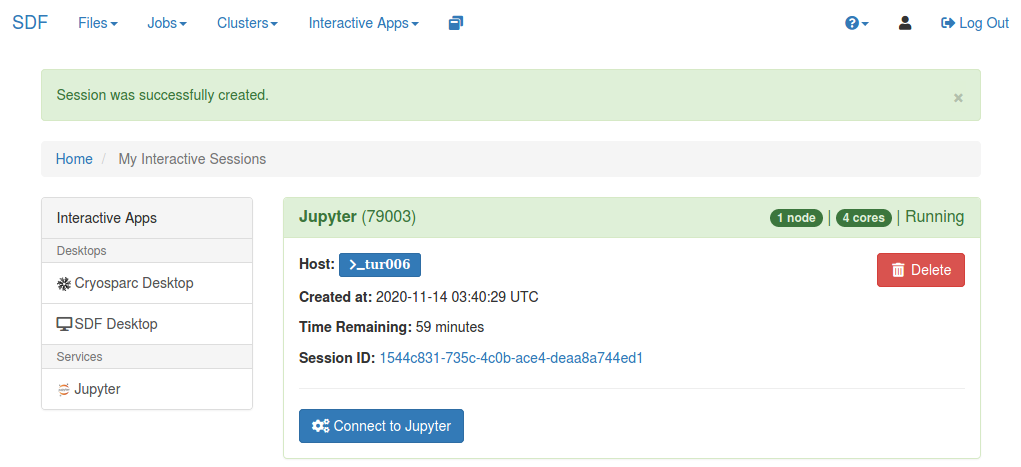 SDF Files Jobs Clusters Interactive Apps Log Out
Session was successfully created. ×
Home / My Interactive Sessions
Interactive Apps
Desktops
Cryosparc Desktop
SDF Desktop
Services
Jupyter
Jupyter (79003) 1 node | 4 cores | Running
Host: >_tur006
Delete
Created at: 2020-11-14 03:40:29 UTC
Time Remaining: 59 minutes
Session ID: 1544c831-735c-4c0b-ace4-deaa8a744ed1
Connect to Jupyter